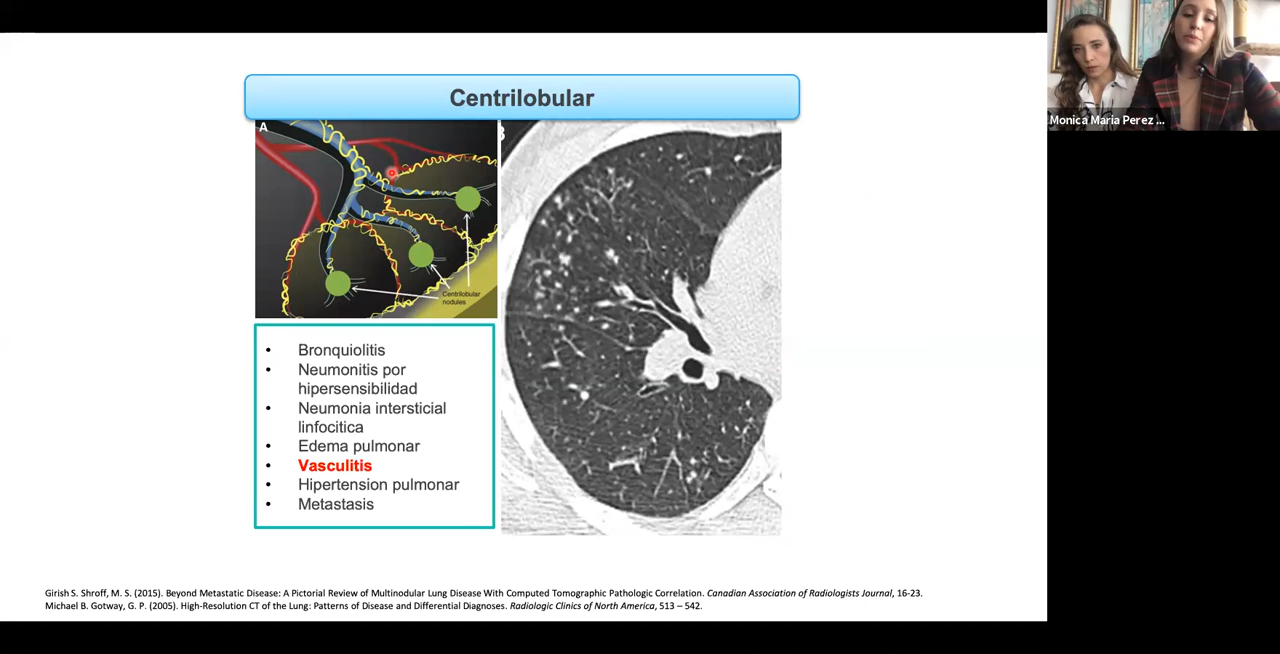 Centrilobular
A
Centrilobular
nodules
• Bronquiolitis
• Neumonitis por
hipersensibilidad
• Neumonia intersticial
linfocitica
• Edema pulmonar
• Vasculitis
• Hipertension pulmonar
• Metastasis
Girish S. Shroff, M. S. (2015). Beyond Metastatic Disease: A Pictorial Review of Multinodular Lung Disease With Computed Tomographic Pathologic Correlation. Canadian Association of Radiologists Journal, 16-23.
Michael B. Gotway, G. P. (2005). High-Resolution CT of the Lung: Patterns of Disease and Differential Diagnoses. Radiologic Clinics of North America, 513 – 542.
Monica Maria Perez ...